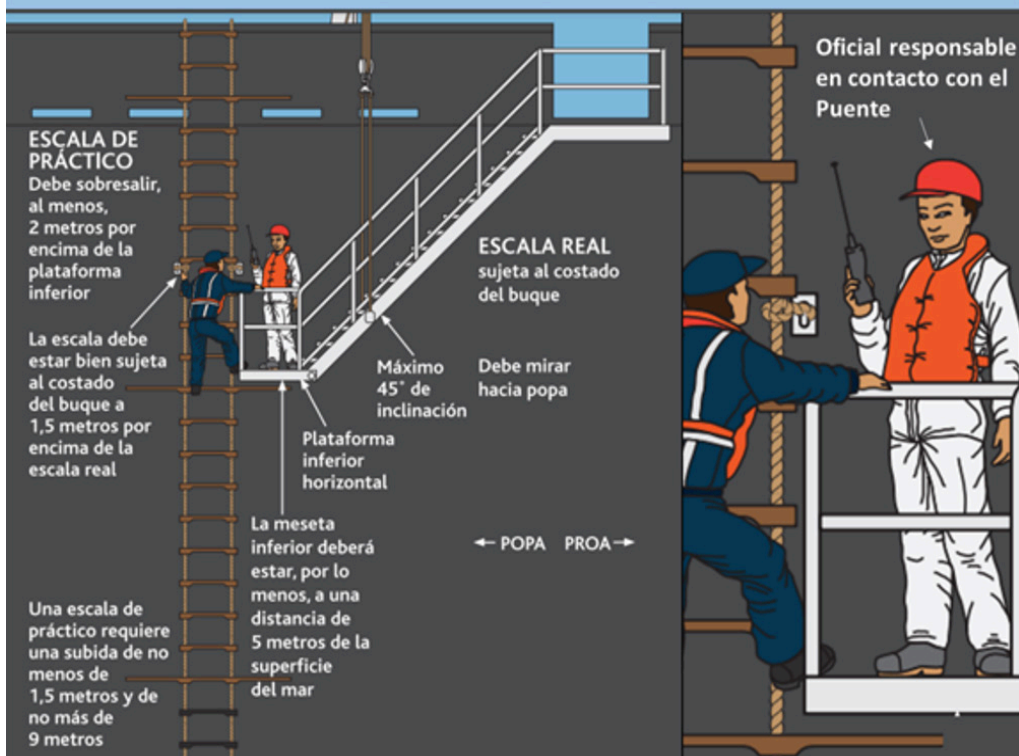 ESCALA DE
PRÁCTICO
Debe sobresalir,
al menos,
2 metros por
encima de la
plataforma
inferior
La escala debe
estar bien sujeta
al costado
del buque a
1,5 metros por
encima de la
escala real
Una escala de
práctico requiere
una subida de no
menos de
1,5 metros y de
no más de
9 metros
La meseta
inferior deberá
estar, por lo
menos, a una
distancia de
5 metros de la
superficie
del mar
Plataforma
inferior
horizontal
Máximo
45° de
inclinación
ESCALA REAL
sujeta al costado
del buque
Debe mirar
hacia popa
← POPA PROA →
Oficial responsable
en contacto con el
Puente